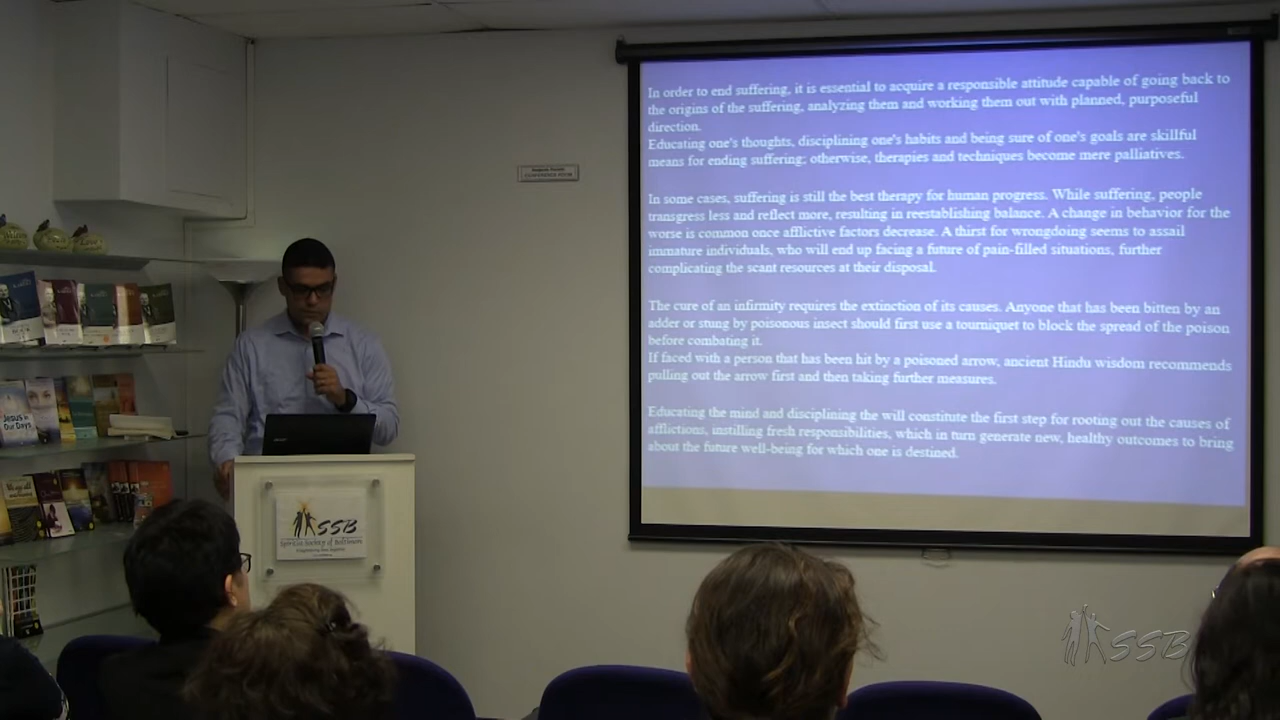 In order to end suffering, it is essential to acquire a responsible attitude capable of going back to
the origins of the suffering, analyzing them and working them out with planned, purposeful
direction.
Educating one's thoughts, disciplining one's habits and being sure of one's goals are skillful
means for ending suffering; otherwise, therapies and techniques become mere palliatives.
In some cases, suffering is still the best therapy for human progress. While suffering, people
transgress less and reflect more, resulting in reestablishing balance. A change in behavior for the
worse is common once afflictive factors decrease. A thirst for wrongdoing seems to assail
immature individuals, who will end up facing a future of pain-filled situations, further
complicating the scant resources at their disposal.
The cure of an infirmity requires the extinction of its causes. Anyone that has been bitten by an
adder or stung by poisonous insect should first use a tourniquet to block the spread of the poison
before combating it.
If faced with a person that has been hit by a poisoned arrow, ancient Hindu wisdom recommends
pulling out the arrow first and then taking further measures.
Educating the mind and disciplining the will constitute the first step for rooting out the causes of
afflictions, instilling fresh responsibilities, which in turn generate new, healthy outcomes to bring
about the future well-being for which one is destined.
CONFERENCE ROOM
Jesus in
Our Days
SSB
Spiritist Society of Baltimore
SSB